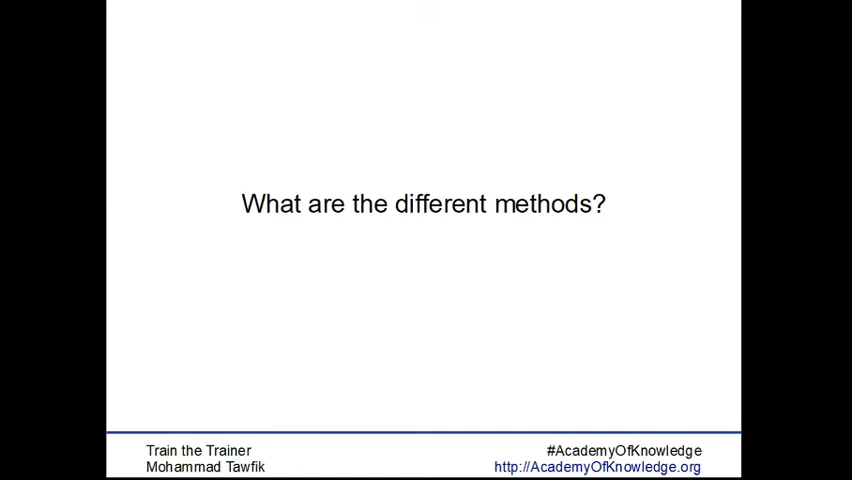 What are the different methods?
Train the Trainer
Mohammad Tawfik
#AcademyOfKnowledge
http://AcademyOfKnowledge.org